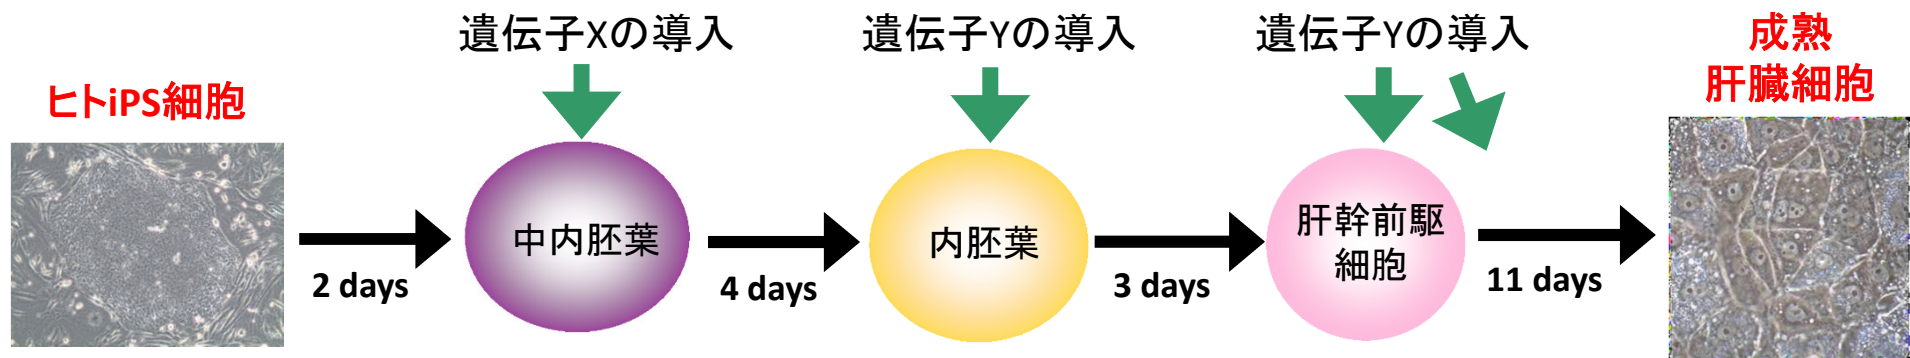 遺伝子Xの導入
遺伝子Yの導入
遺伝子Yの導入
成熟
肝臓細胞
ヒトiPS細胞
中内胚葉
内胚葉
肝幹前駆
細胞
2 days
4 days
3 days
11 days